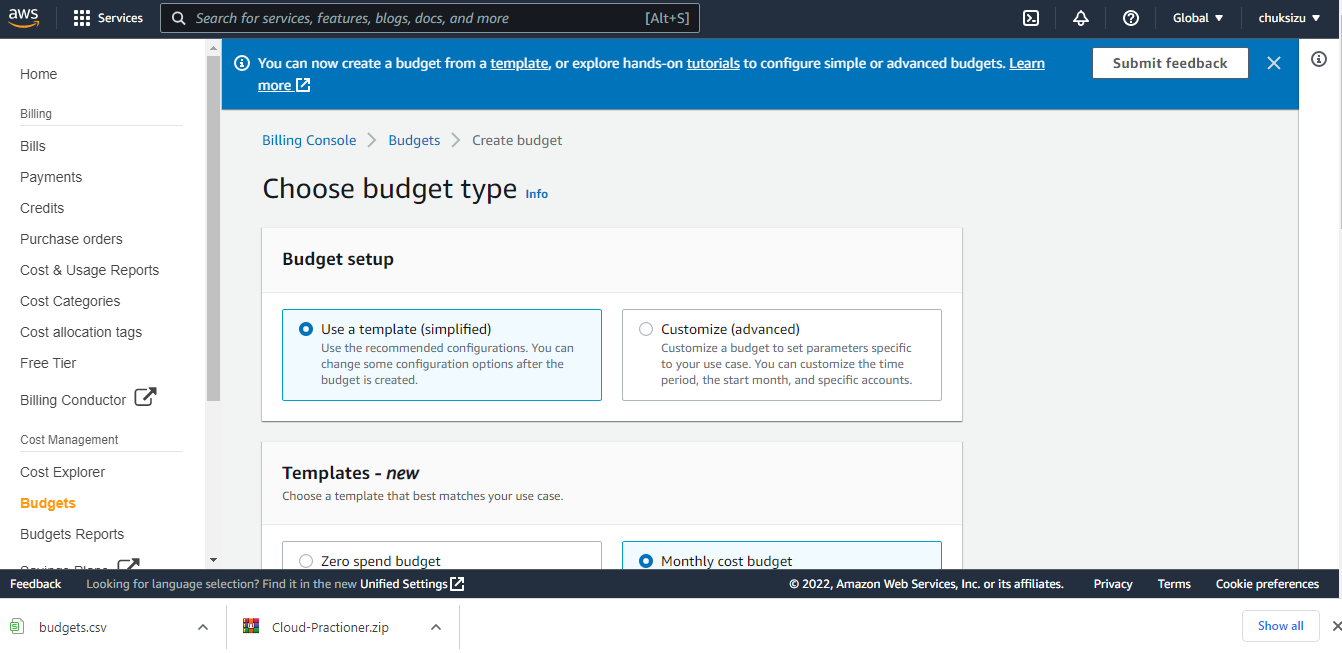 aws
Services
Search for services, features, blogs, docs, and more
[Alt+S]
Global
chuksizu
You can now create a budget from a template, or explore hands-on tutorials to configure simple or advanced budgets. Learn
more
Submit feedback
Home
Billing
Bills
Payments
Credits
Purchase orders
Cost & Usage Reports
Cost Categories
Cost allocation tags
Free Tier
Billing Conductor
Cost Management
Cost Explorer
Budgets
Budgets Reports
Savings Plans
Billing Console
Budgets
Create budget
Choose budget type Info
Budget setup
Use a template (simplified)
Use the recommended configurations. You can
change some configuration options after the
budget is created.
Customize (advanced)
Customize a budget to set parameters specific
to your use case. You can customize the time
period, the start month, and specific accounts.
Templates - new
Choose a template that best matches your use case.
Zero spend budget
Monthly cost budget
Feedback
Looking for language selection? Find it in the new Unified Settings
© 2022, Amazon Web Services, Inc. or its affiliates.
Privacy
Terms
Cookie preferences
budgets.csv
Cloud-Practioner.zip
Show all